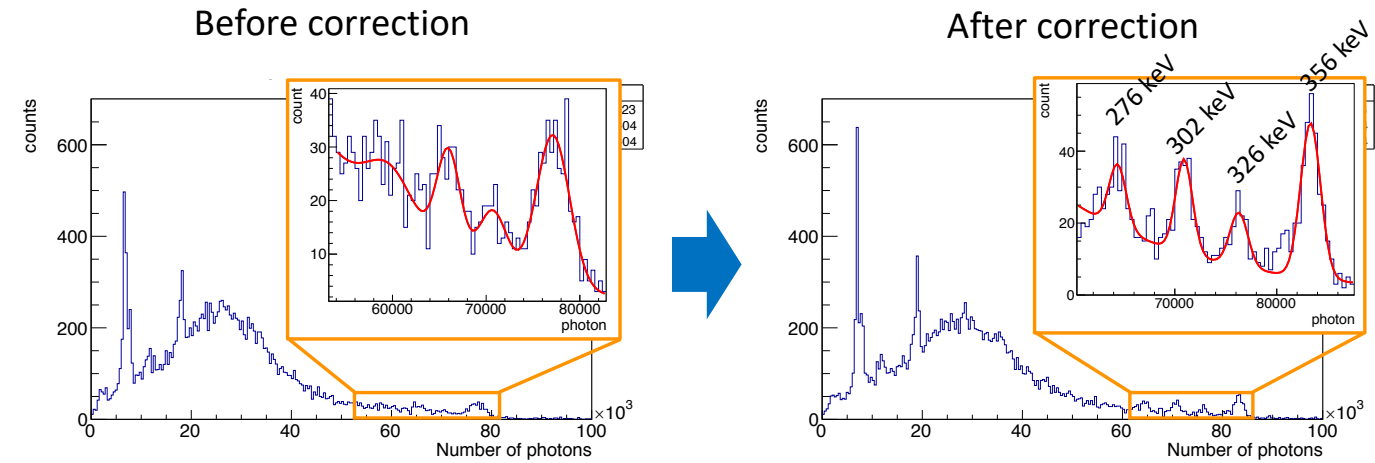 Before correction
After correction
counts
600
400
200
0
0
20
40
60
80
100
×10³
Number of photons
count
40
30
20
10
60000
70000
80000
photon
23
04
04
counts
600
400
200
0
0
20
40
60
80
100
×10³
Number of photons
count
40
20
0
70000
80000
photon
276 keV
302 keV
326 keV
356 keV